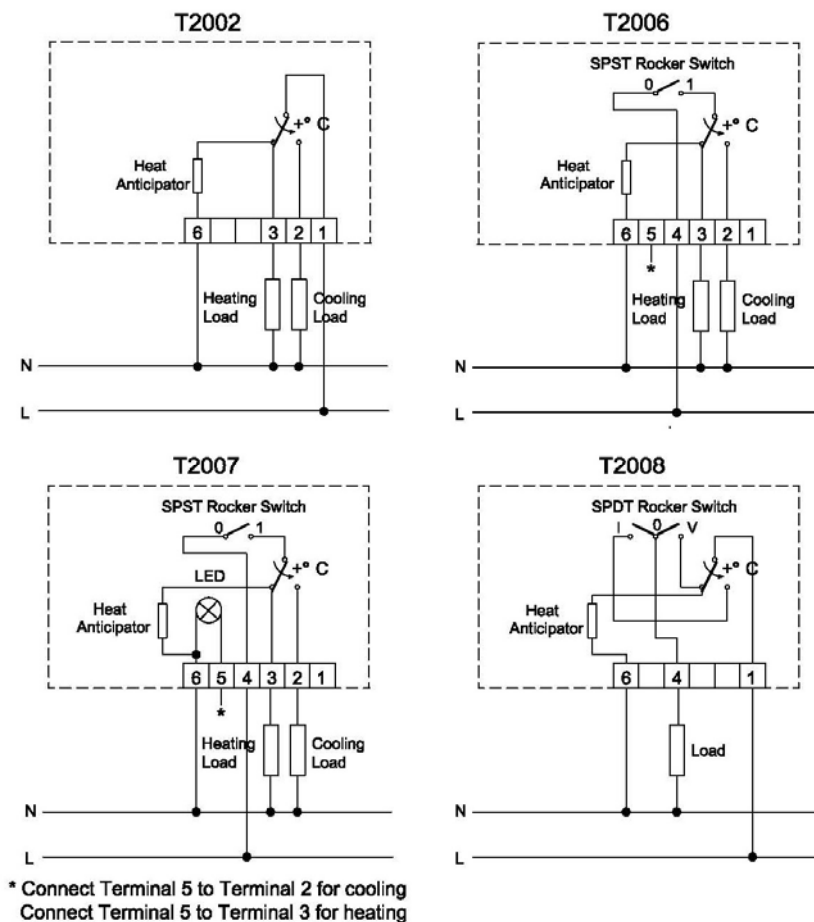 T2002
+° C
Heat
Anticipator
6 3 2 1
Heating
Load
Cooling
Load
N
L
T2006
SPST Rocker Switch
0 1
+° C
Heat
Anticipator
6 5 4 3 2 1
*
Heating
Load
Cooling
Load
N
L
T2007
SPST Rocker Switch
0 1
+° C
LED
Heat
Anticipator
6 5 4 3 2 1
*
Heating
Load
Cooling
Load
N
L
T2008
SPDT Rocker Switch
I 0 V
+° C
Heat
Anticipator
6 4 1
Load
N
L
* Connect Terminal 5 to Terminal 2 for cooling
Connect Terminal 5 to Terminal 3 for heating